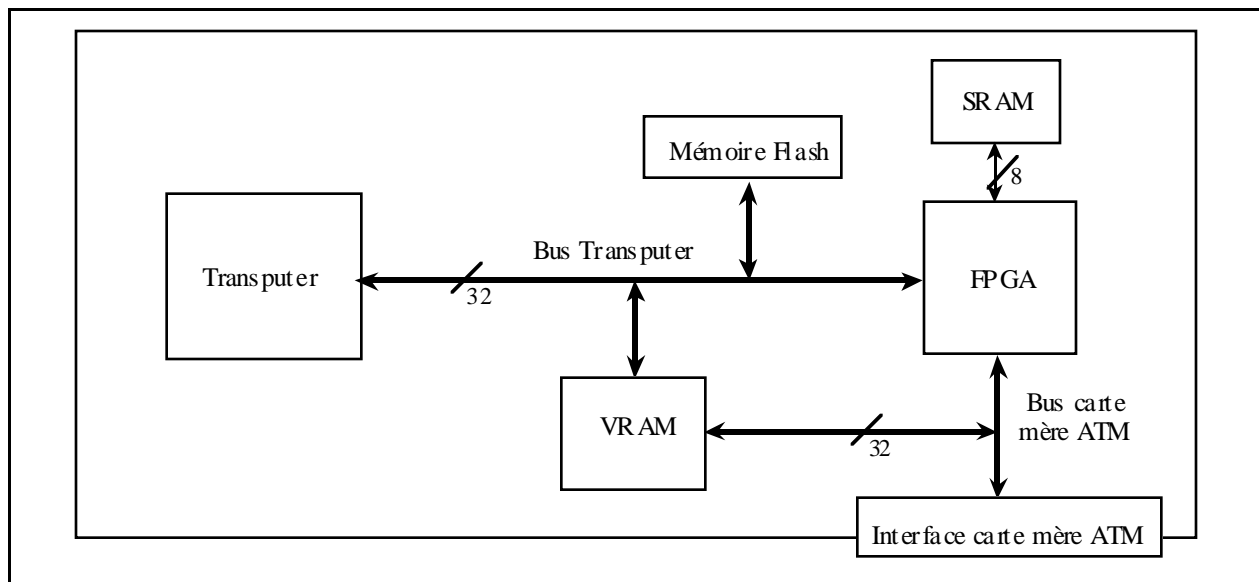 SRAM
Mémoire Flash
8
Bus Transputer
Transputer
FPGA
32
VRAM
Bus carte
mère ATM
32
Interface carte mère ATM